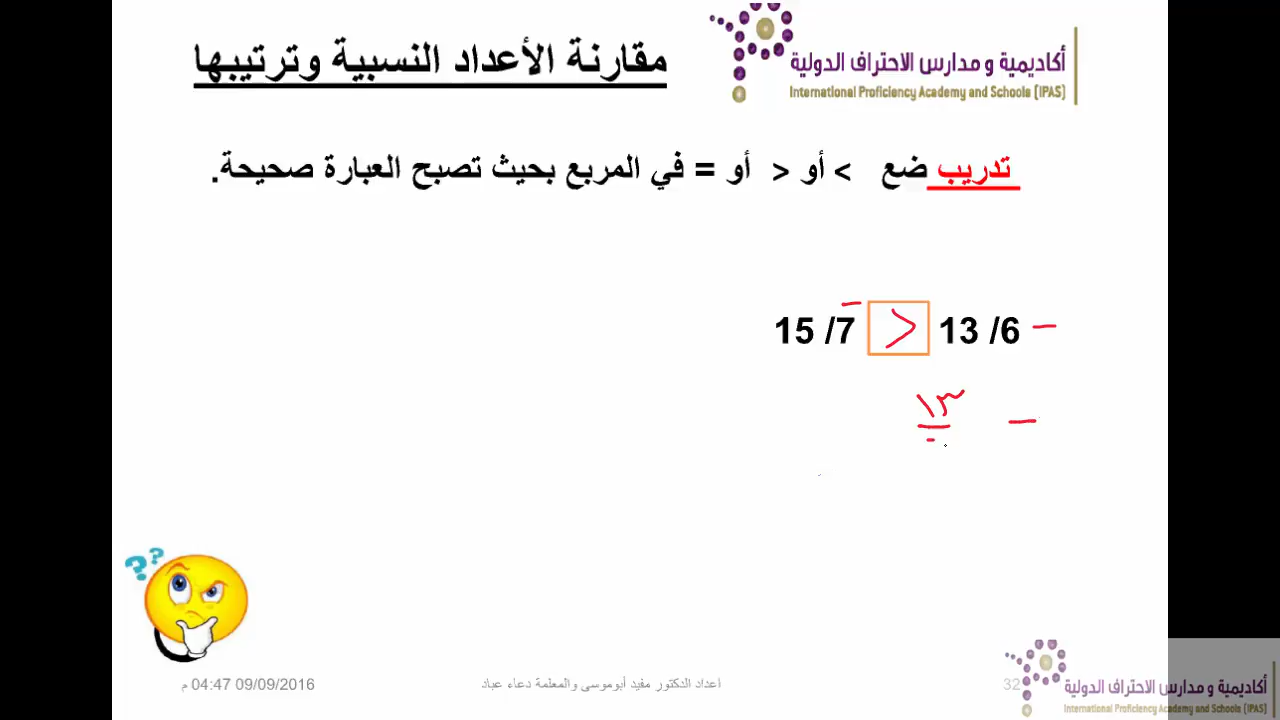 مقارنة الأعداد النسبية وترتيبها
أكاديمية و مدارس الاحتراف الدولية
International Proficiency Academy and Schools (IPAS)
تدريب ضع > أو < أو = في المربع بحيث تصبح العبارة صحيحة.
15 /7 > 13 /6 –
١٣ –
09/09/2016 04:47 م
اعداد الدكتور مفيد أبوموسى والمعلمة دعاء عباد
32
أكاديمية و مدارس الاحتراف الدولية
International Proficiency Academy and Schools (IPAS)